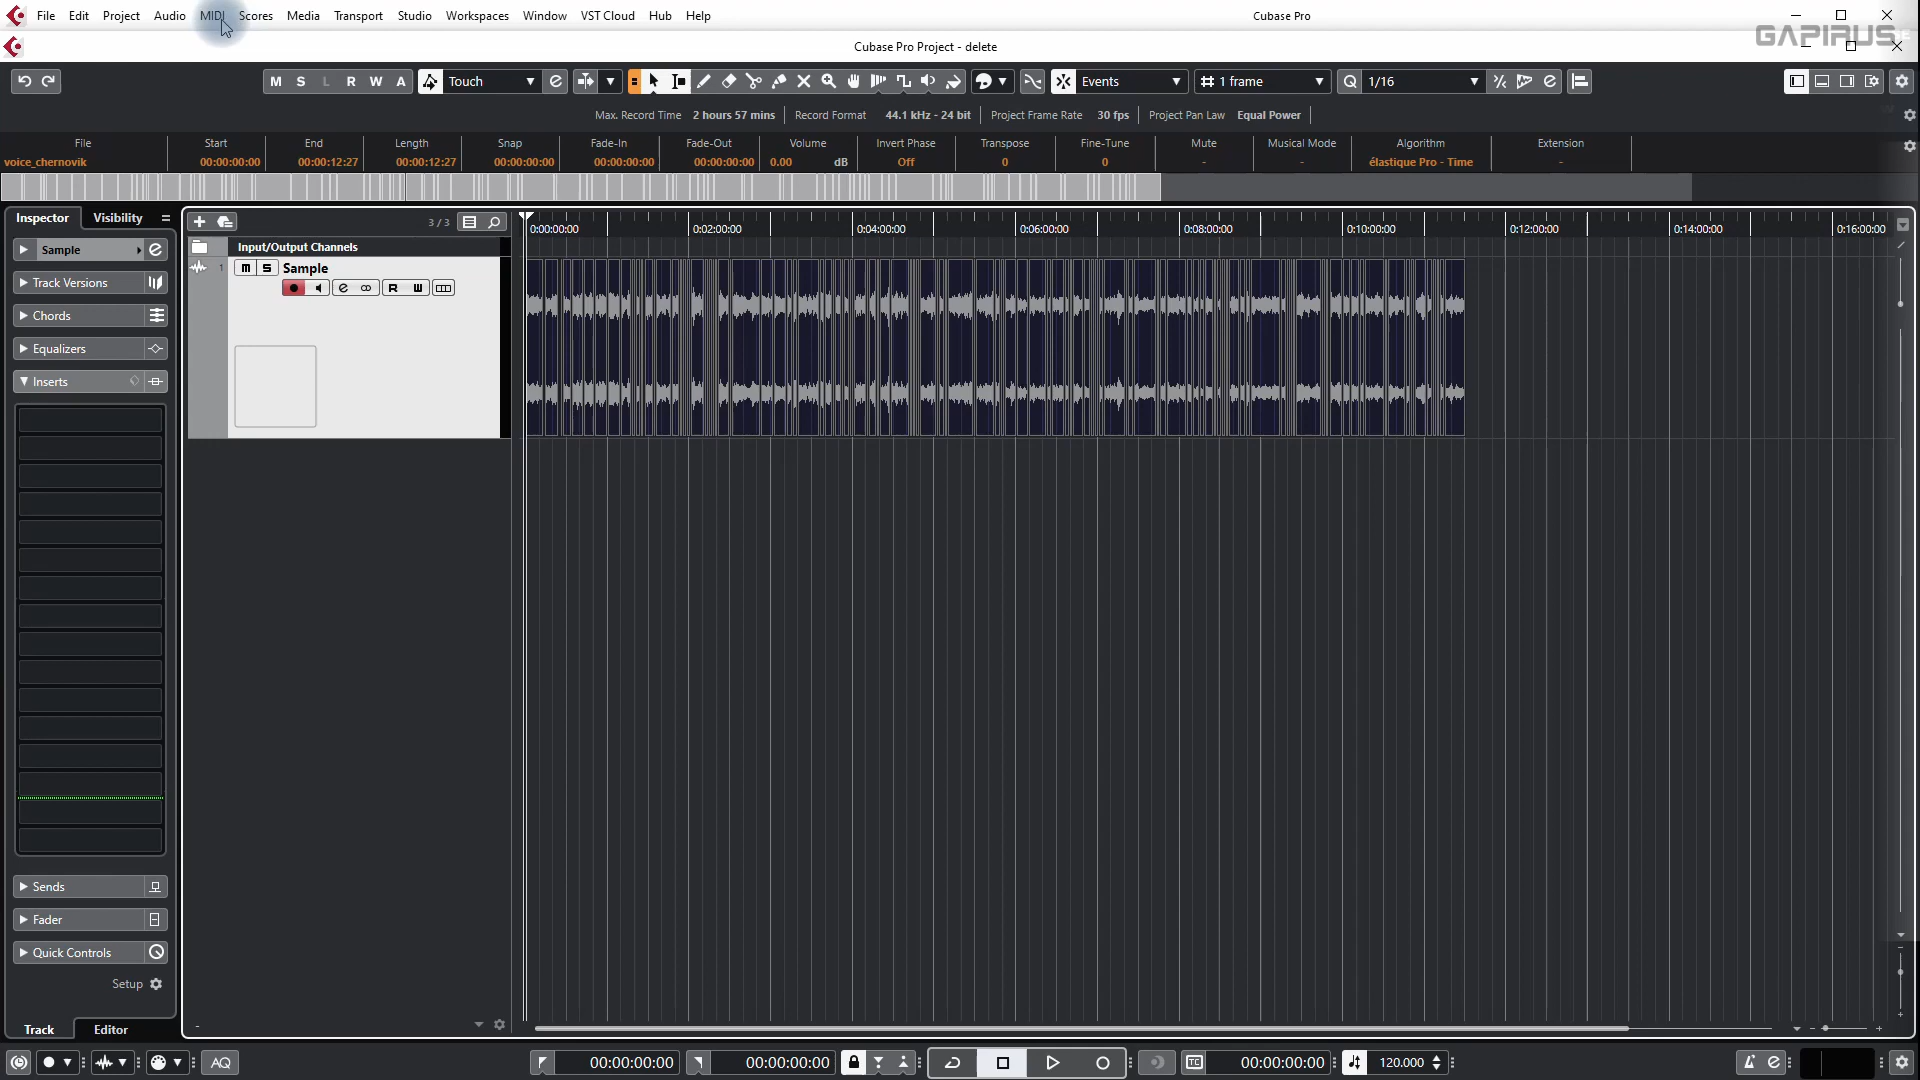 File Edit Project Audio MIDI Scores Media Transport Studio Workspaces Window VST Cloud Hub Help Cubase Pro
GAPIRUS
Cubase Pro Project - delete
M S L R W A Touch Events 1 frame Q 1/16
Max. Record Time 2 hours 57 mins Record Format 44.1 kHz - 24 bit Project Frame Rate 30 fps Project Pan Law Equal Power
File Start End Length Snap Fade-In Fade-Out Volume Invert Phase Transpose Fine-Tune Mute Musical Mode Algorithm Extension
voice_chernovik 00:00:00:00 00:00:12:27 00:00:12:27 00:00:00:00 00:00:00:00 00:00:00:00 0.00 dB Off 0 0 - - élastique Pro - Time -
Inspector Visibility 3 / 3
0:00:00:00 0:02:00:00 0:04:00:00 0:06:00:00 0:08:00:00 0:10:00:00 0:12:00:00 0:14:00:00 0:16:00:00
Sample e
Input/Output Channels
1 m s Sample
R W
Track Versions
Chords
Equalizers
Inserts
Sends
Fader
Quick Controls
Setup
Track Editor
AQ 00:00:00:00 00:00:00:00 TC 00:00:00:00 120.000